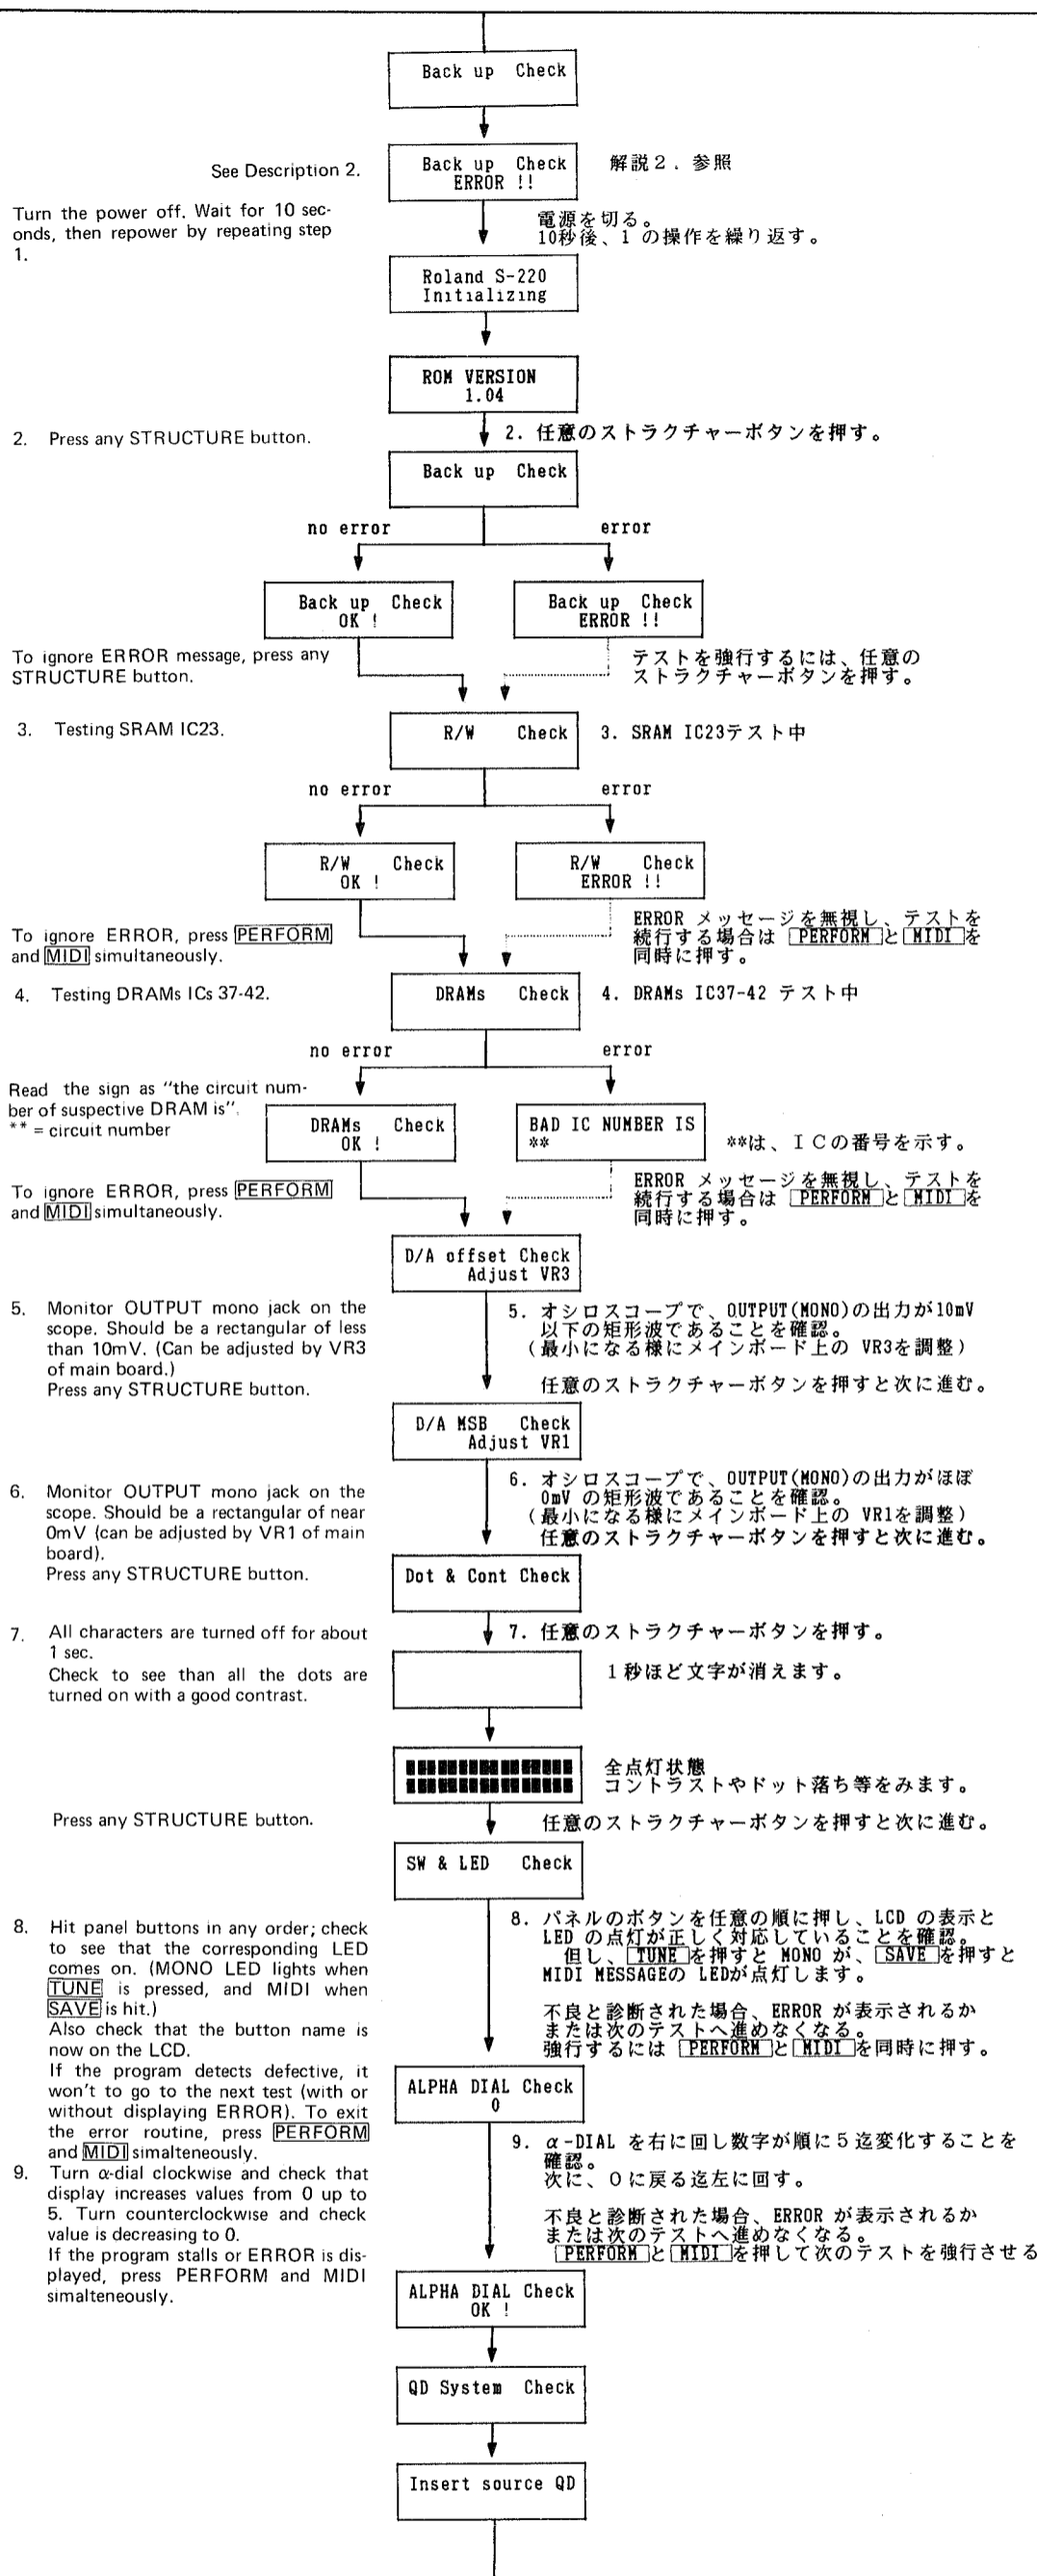 Back up Check
See Description 2.
Back up Check
ERROR !!
解説２．参照
Turn the power off. Wait for 10 sec-
onds, then repower by repeating step
1.
電源を切る。
10秒後、1 の操作を繰り返す。
Roland S-220
Initializing
ROM VERSION
1.04
2. Press any STRUCTURE button.
2. 任意のストラクチャーボタンを押す。
Back up Check
no error
error
Back up Check
OK !
Back up Check
ERROR !!
To ignore ERROR message, press any
STRUCTURE button.
テストを強行するには、任意の
ストラクチャーボタンを押す。
3. Testing SRAM IC23.
R/W Check
3. SRAM IC23テスト中
no error
error
R/W Check
OK !
R/W Check
ERROR !!
To ignore ERROR, press PERFORM
and MIDI simultaneously.
ERROR メッセージを無視し、テストを
続行する場合は PERFORM と MIDI を
同時に押す。
4. Testing DRAMs ICs 37-42.
DRAMs Check
4. DRAMs IC37-42 テスト中
no error
error
Read the sign as "the circuit num-
ber of suspective DRAM is".
** = circuit number
DRAMs Check
OK !
BAD IC NUMBER IS
**
**は、ＩＣの番号を示す。
To ignore ERROR, press PERFORM
and MIDI simultaneously.
ERROR メッセージを無視し、テストを
続行する場合は PERFORM と MIDI を
同時に押す。
D/A offset Check
Adjust VR3
5. Monitor OUTPUT mono jack on the
scope. Should be a rectangular of less
than 10mV. (Can be adjusted by VR3
of main board.)
Press any STRUCTURE button.
5. オシロスコープで、OUTPUT(MONO)の出力が10mV
以下の矩形波であることを確認。
（最小になる様にメインボード上の VR3を調整）
任意のストラクチャーボタンを押すと次に進む。
D/A MSB Check
Adjust VR1
6. Monitor OUTPUT mono jack on the
scope. Should be a rectangular of near
0mV (can be adjusted by VR1 of main
board).
Press any STRUCTURE button.
6. オシロスコープで、OUTPUT(MONO)の出力がほぼ
0mV の矩形波であることを確認。
（最小になる様にメインボード上の VR1を調整）
任意のストラクチャーボタンを押すと次に進む。
Dot & Cont Check
7. All characters are turned off for about
1 sec.
Check to see than all the dots are
turned on with a good contrast.
7. 任意のストラクチャーボタンを押す。
１秒ほど文字が消えます。
全点灯状態
コントラストやドット落ち等をみます。
Press any STRUCTURE button.
任意のストラクチャーボタンを押すと次に進む。
SW & LED Check
8. Hit panel buttons in any order; check
to see that the corresponding LED
comes on. (MONO LED lights when
TUNE is pressed, and MIDI when
SAVE is hit.)
Also check that the button name is
now on the LCD.
If the program detects defective, it
won't to go to the next test (with or
without displaying ERROR). To exit
the error routine, press PERFORM
and MIDI simalteneously.
8. パネルのボタンを任意の順に押し、LCD の表示と
LED の点灯が正しく対応していることを確認。
但し、TUNE を押すと MONO が、SAVE を押すと
MIDI MESSAGEの LEDが点灯します。
不良と診断された場合、ERROR が表示されるか
または次のテストへ進めなくなる。
強行するには PERFORM と MIDI を同時に押す。
ALPHA DIAL Check
0
9. Turn α-dial clockwise and check that
display increases values from 0 up to
5. Turn counterclockwise and check
value is decreasing to 0.
If the program stalls or ERROR is dis-
played, press PERFORM and MIDI
simalteneously.
9. α-DIAL を右に回し数字が順に５迄変化することを
確認。
次に、０に戻る迄左に回す。
不良と診断された場合、ERROR が表示されるか
または次のテストへ進めなくなる。
PERFORM と MIDI を押して次のテストを強行させる
ALPHA DIAL Check
OK !
QD System Check
Insert source QD